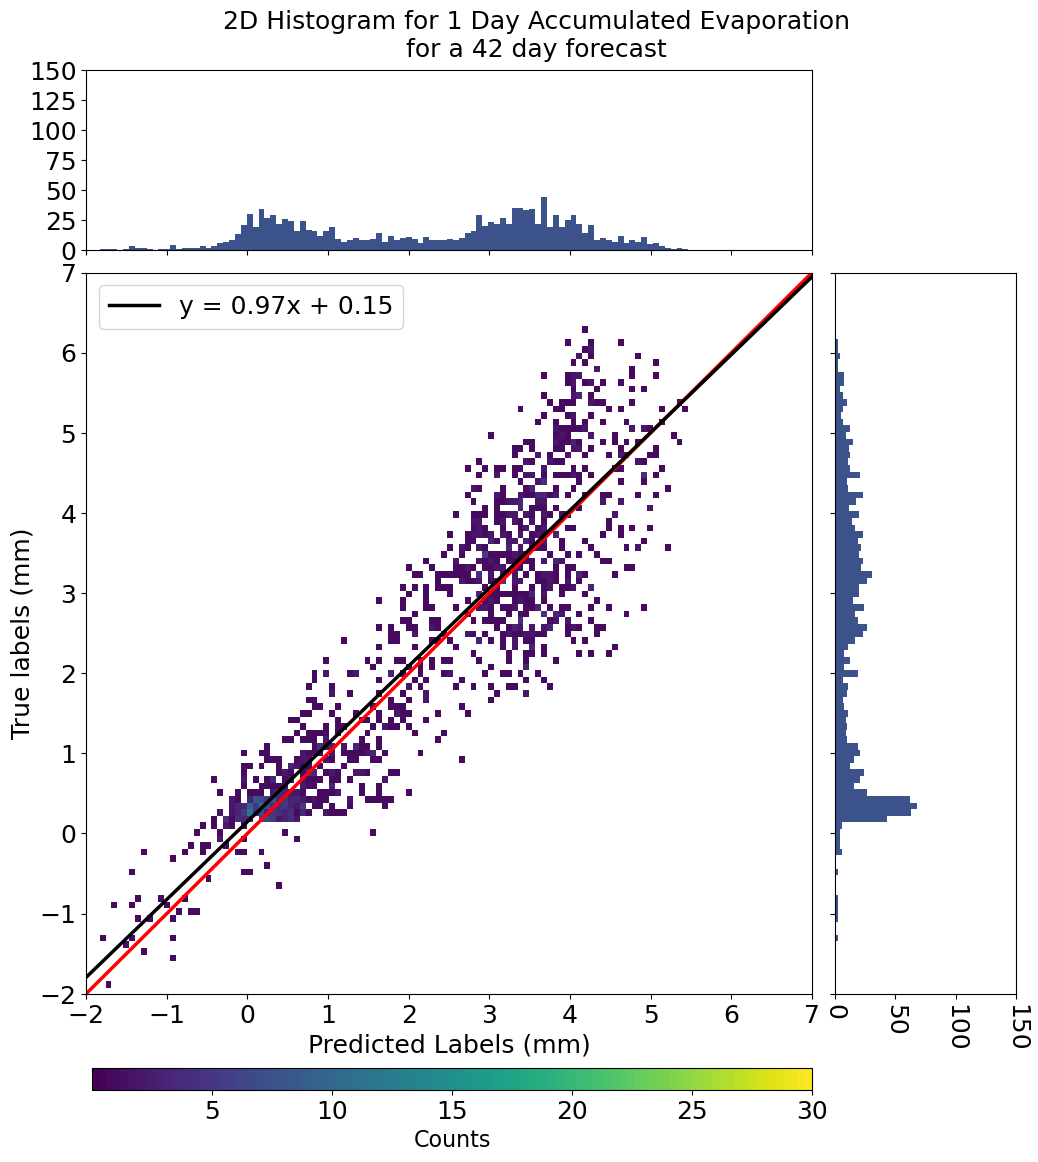 2D Histogram for 1 Day Accumulated Evaporation
for a 42 day forecast
150
125
100
75
50
25
0
7
6
5
4
3
2
1
0
−1
−2
True labels (mm)
y = 0.97x + 0.15
−2 −1 0 1 2 3 4 5 6 7
Predicted Labels (mm)
0 50 100 150
5 10 15 20 25 30
Counts